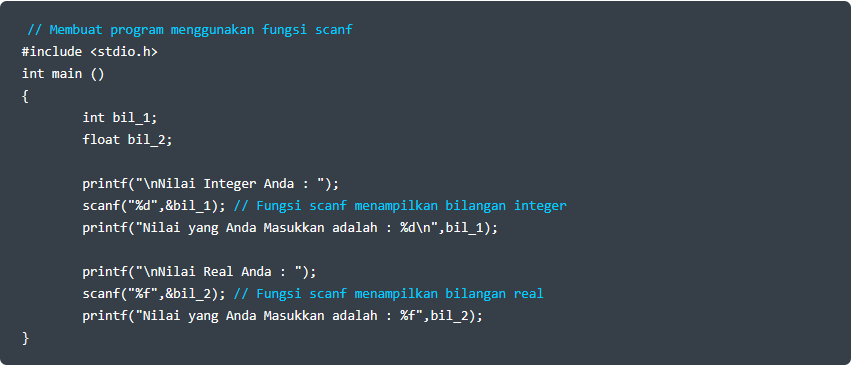 // Membuat program menggunakan fungsi scanf
#include <stdio.h>
int main ()
{
int bil_1;
float bil_2;
printf("\nNilai Integer Anda : ");
scanf("%d",&bil_1); // Fungsi scanf menampilkan bilangan integer
printf("Nilai yang Anda Masukkan adalah : %d\n",bil_1);
printf("\nNilai Real Anda : ");
scanf("%f",&bil_2); // Fungsi scanf menampilkan bilangan real
printf("Nilai yang Anda Masukkan adalah : %f",bil_2);
}